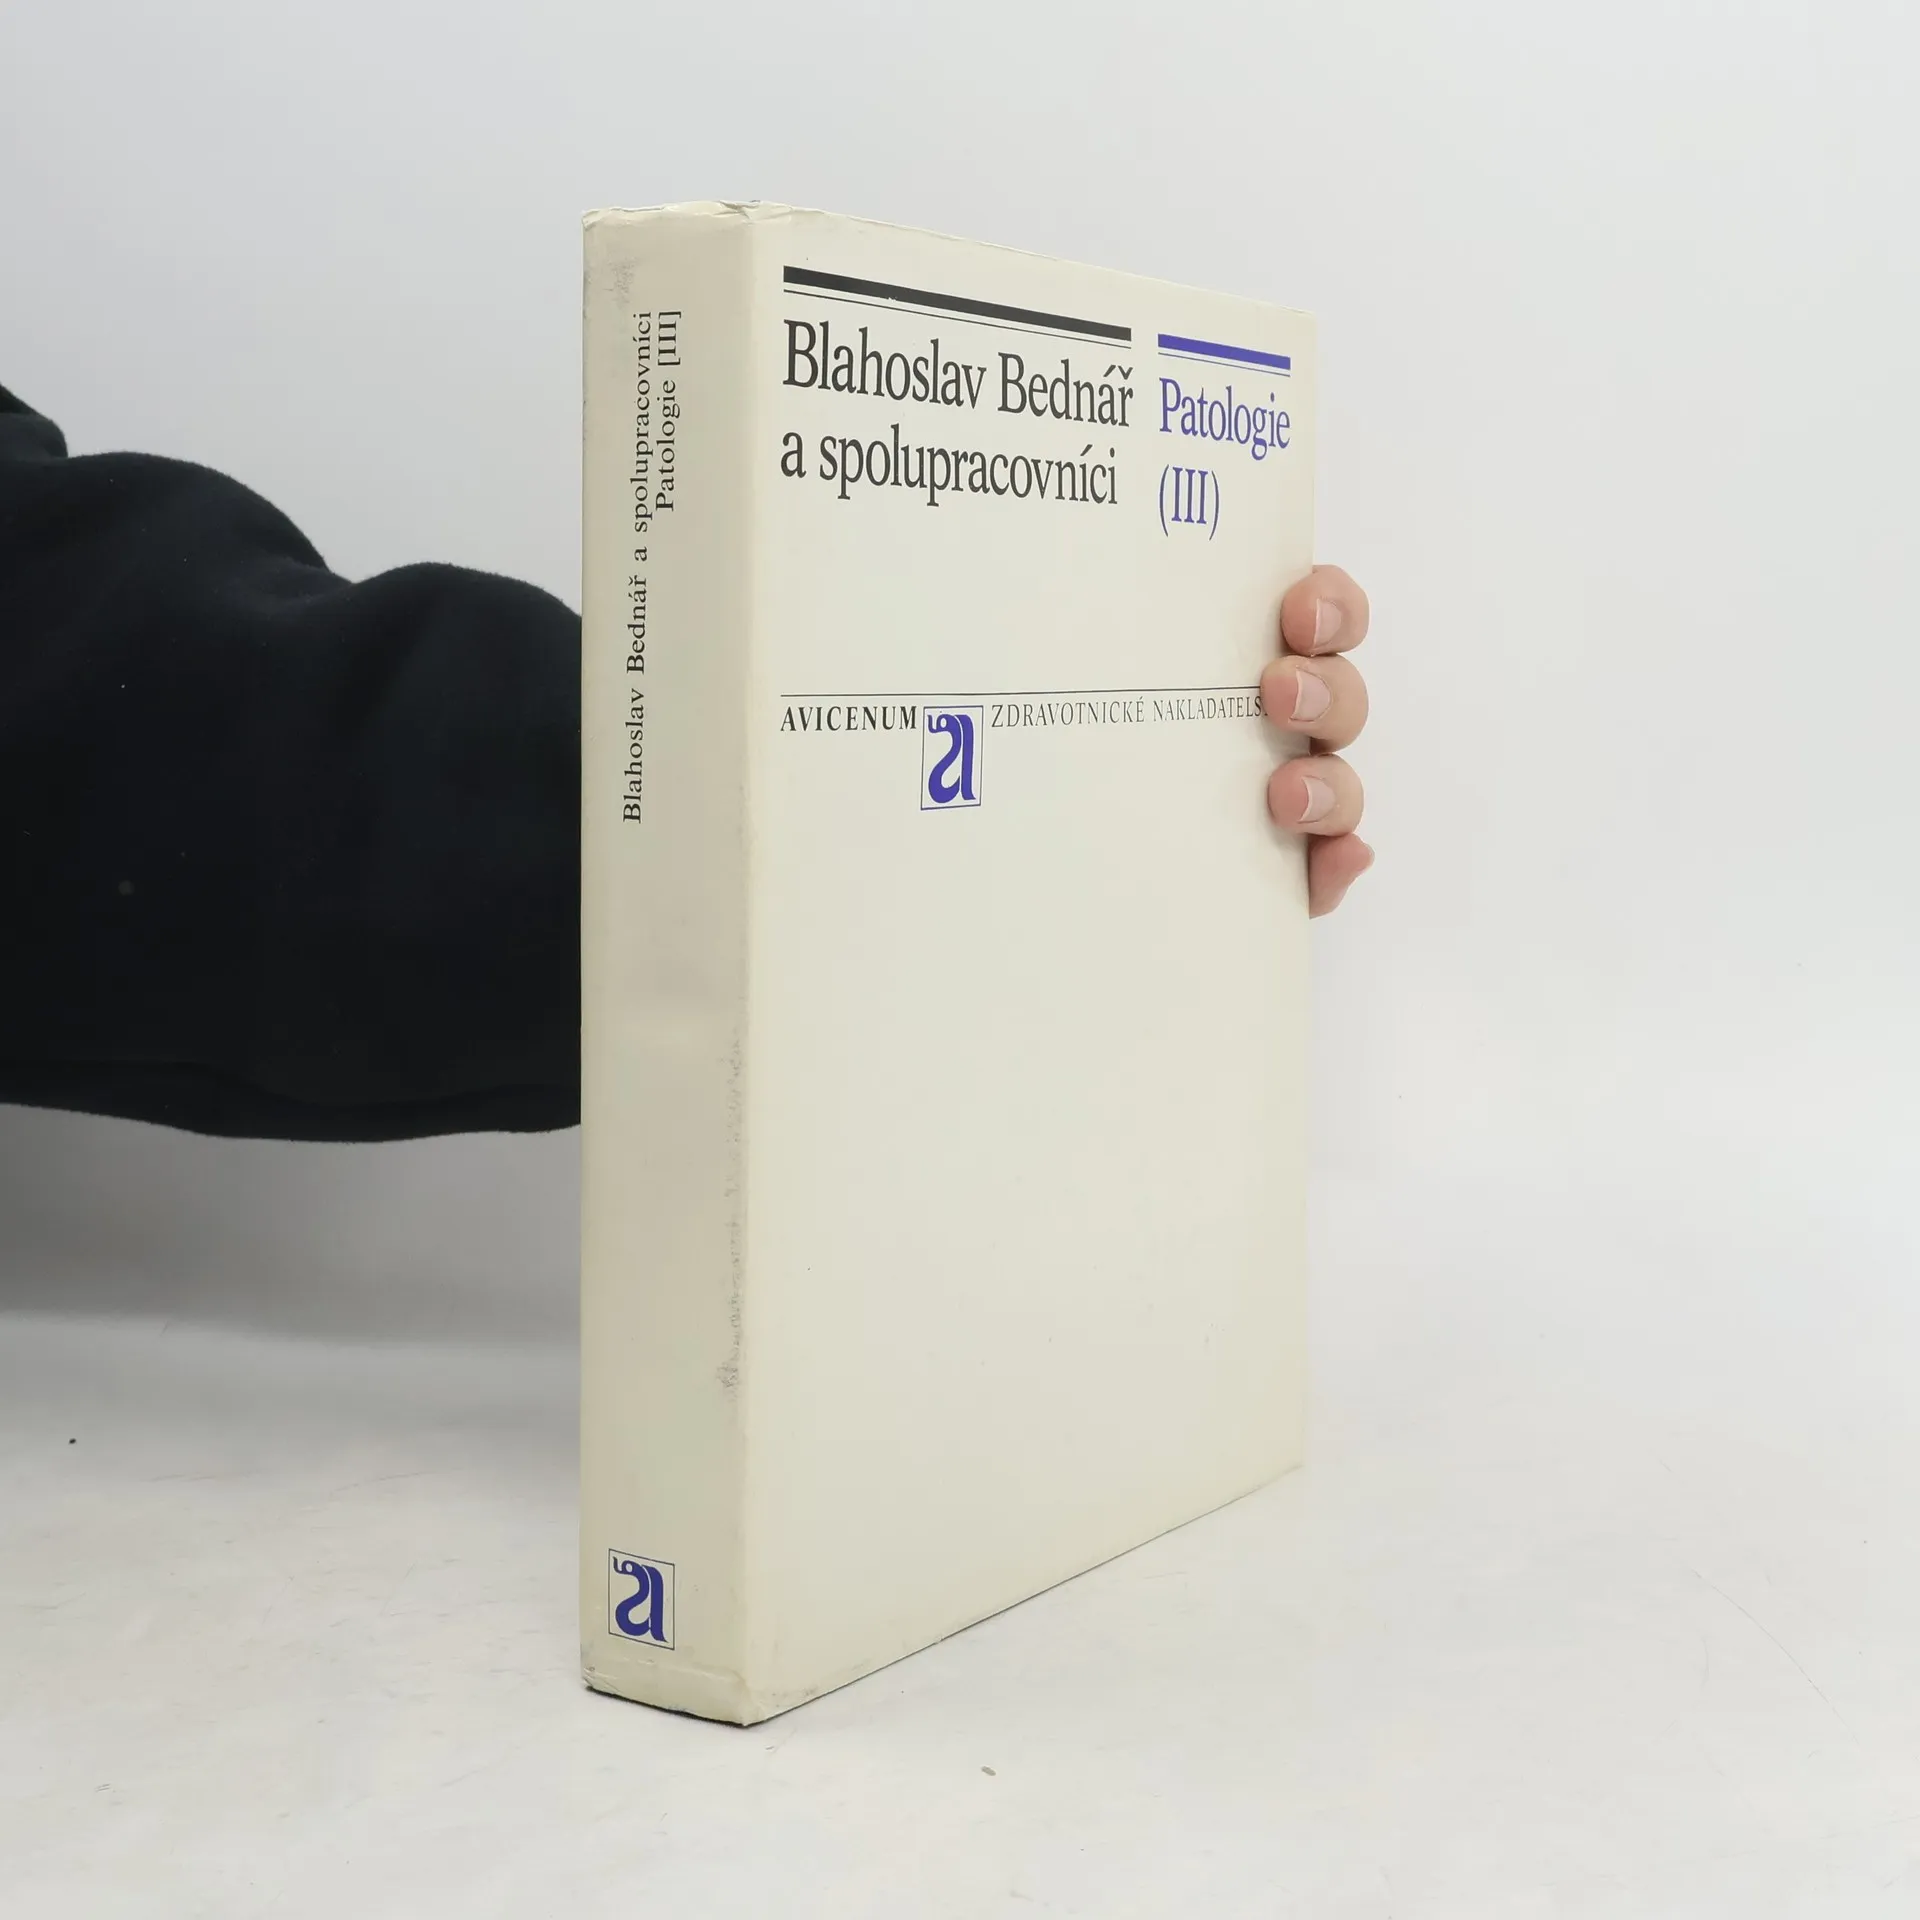 Blahoslav Bednář a spolupracovníci
Patologie [III]
Blahoslav Bednář
a spolupracovníci
Patologie
(III)
AVICENUM a ZDRAVOTNICKÉ NAKLADATELS
a